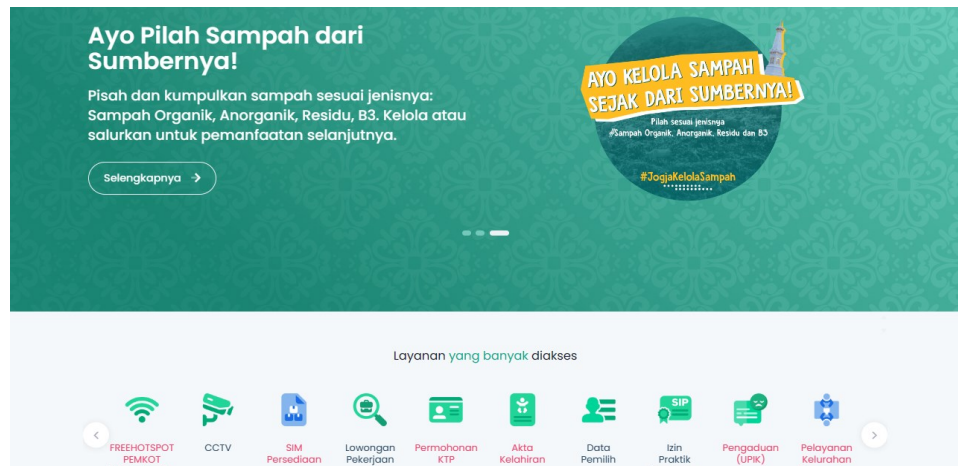 Ayo Pilah Sampah dari
Sumbernya!
Pisah dan kumpulkan sampah sesuai jenisnya:
Sampah Organik, Anorganik, Residu, B3. Kelola atau
salurkan untuk pemanfaatan selanjutnya.
Selengkapnya →
AYO KELOLA SAMPAH
SEJAK DARI SUMBERNYA!
Pilah sesuai jenisnya
#Sampah Organik, Anorganik, Residu dan B3
#JogjaKelolaSampah
Layanan yang banyak diakses
SIP
FREEHOTSPOT
PEMKOT
CCTV
SIM
Persediaan
Lowongan
Pekerjaan
Permohonan
KTP
Akta
Kelahiran
Data
Pemilih
Izin
Praktik
Pengaduan
(UPIK)
Pelayanan
Kelurahan